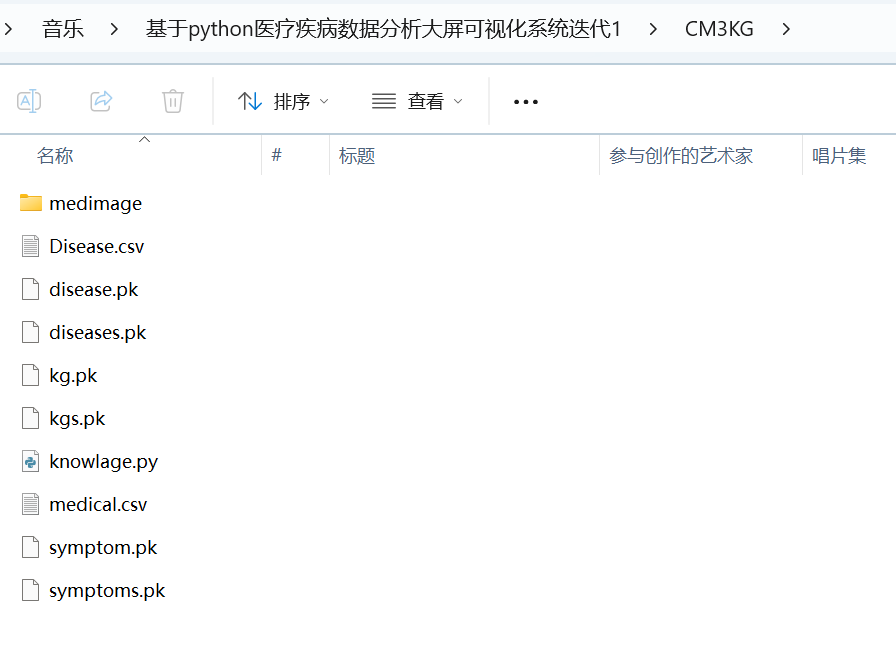 音乐 基于python医疗疾病数据分析大屏可视化系统迭代1 CM3KG
排序 查看
名称 # 标题 参与创作的艺术家 唱片集
medimage
Disease.csv
disease.pk
diseases.pk
kg.pk
kgs.pk
knowlage.py
medical.csv
symptom.pk
symptoms.pk